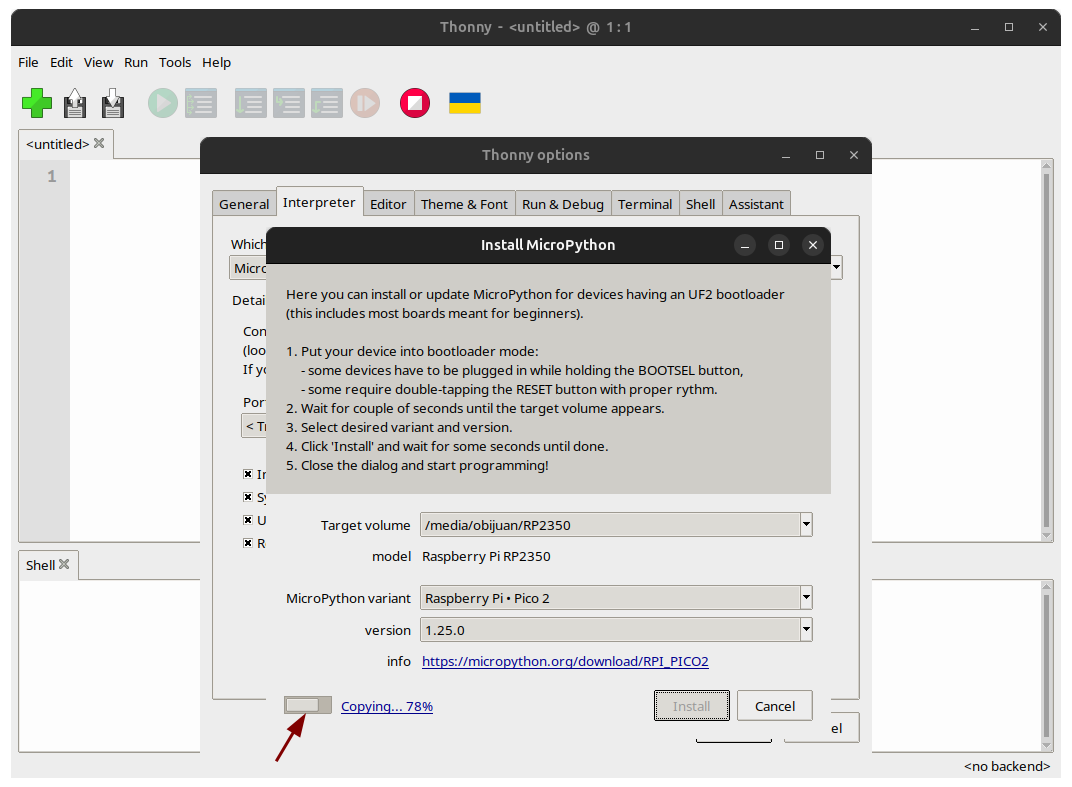 Thonny - <untitled> @ 1 : 1
File Edit View Run Tools Help
<untitled>
1
Thonny options
General Interpreter Editor Theme & Font Run & Debug Terminal Shell Assistant
Which
Micro
Detai
Con
(loo
If yo
Por
Install MicroPython
Here you can install or update MicroPython for devices having an UF2 bootloader
(this includes most boards meant for beginners).
1. Put your device into bootloader mode:
- some devices have to be plugged in while holding the BOOTSEL button,
- some require double-tapping the RESET button with proper rythm.
2. Wait for couple of seconds until the target volume appears.
3. Select desired variant and version.
4. Click 'Install' and wait for some seconds until done.
5. Close the dialog and start programming!
Target volume /media/obijuan/RP2350
model Raspberry Pi RP2350
MicroPython variant Raspberry Pi • Pico 2
version 1.25.0
info https://micropython.org/download/RPI_PICO2
Copying... 78%
Install Cancel
el
Shell
<no backend>